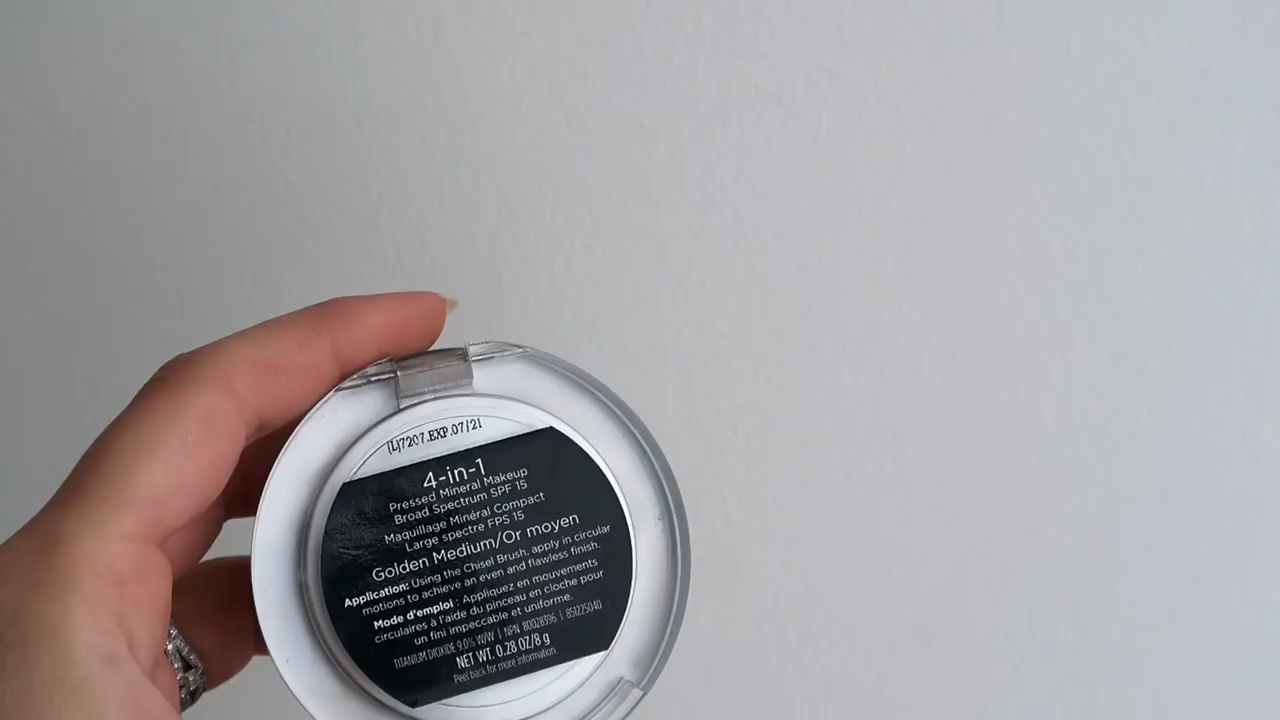 (L)7207.EXP.07/21
4-in-1
Pressed Mineral Makeup
Broad Spectrum SPF 15
Maquillage Minéral Compact
Large spectre FPS 15
Golden Medium/Or moyen
Application: Using the Chisel Brush, apply in circular
motions to achieve an even and flawless finish.
Mode d'emploi : Appliquez en mouvements
circulaires à l'aide du pinceau en cloche pour
un fini impeccable et uniforme.
TITANIUM DIOXIDE 9.0% W/W | NPN 80028396 | 851225040
NET WT. 0.28 OZ/8 g
Peel back for more information.